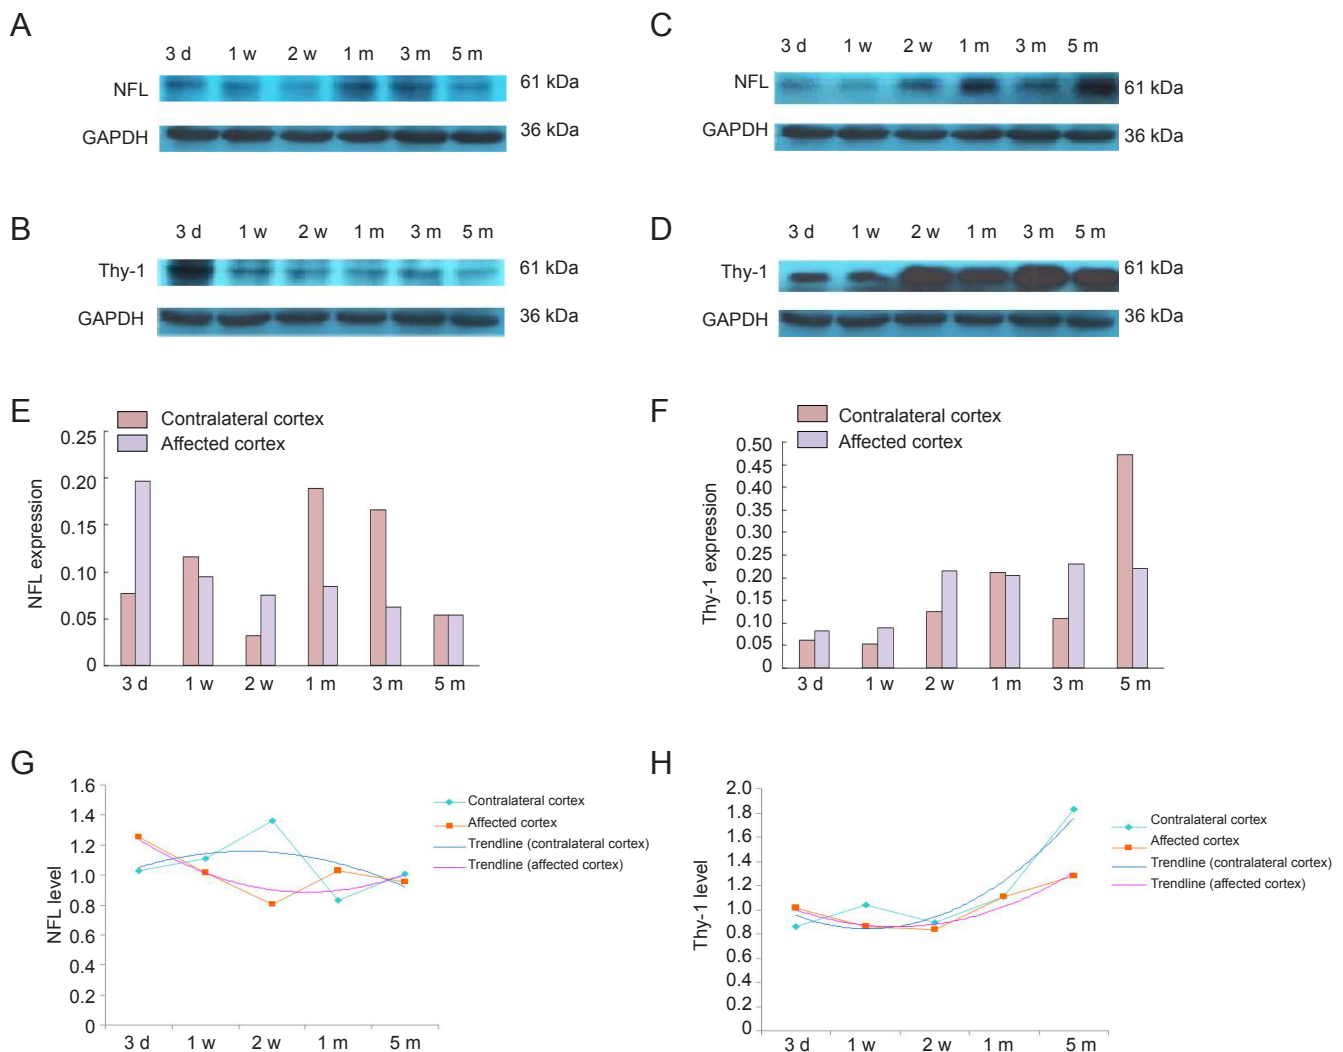 A
3 d 1 w 2 w 1 m 3 m 5 m
NFL 61 kDa
GAPDH 36 kDa
C
3 d 1 w 2 w 1 m 3 m 5 m
NFL 61 kDa
GAPDH 36 kDa
B
3 d 1 w 2 w 1 m 3 m 5 m
Thy-1 61 kDa
GAPDH 36 kDa
D
3 d 1 w 2 w 1 m 3 m 5 m
Thy-1 61 kDa
GAPDH 36 kDa
E
Contralateral cortex
Affected cortex
NFL expression
0.25
0.20
0.15
0.10
0.05
0
3 d 1 w 2 w 1 m 3 m 5 m
F
Contralateral cortex
Affected cortex
Thy-1 expression
0.50
0.45
0.40
0.35
0.30
0.25
0.20
0.15
0.10
0.05
0
3 d 1 w 2 w 1 m 3 m 5 m
G
NFL level
1.6
1.4
1.2
1.0
0.8
0.6
0.4
0.2
0
3 d 1 w 2 w 1 m 5 m
Contralateral cortex
Affected cortex
Trendline (contralateral cortex)
Trendline (affected cortex)
H
Thy-1 level
2.0
1.8
1.6
1.4
1.2
1.0
0.8
0.6
0.4
0.2
0
3 d 1 w 2 w 1 m 5 m
Contralateral cortex
Affected cortex
Trendline (contralateral cortex)
Trendline (affected cortex)